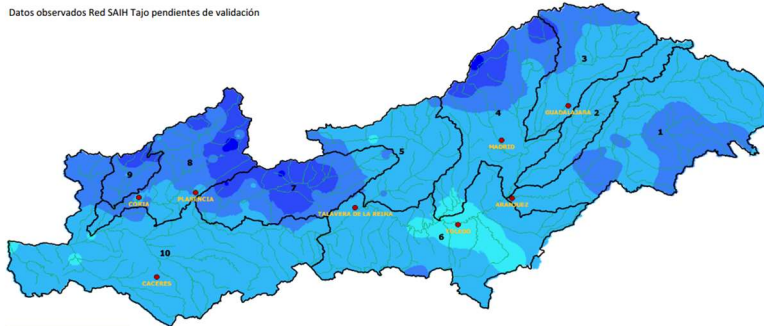 Datos observados Red SAIH Tajo pendientes de validación
3
4
GUADALAJARA
2
1
MADRID
5
8
9
7
PLASENCIA
CORIA
TALAVERA DE LA REINA
ARANJUEZ
TOLEDO
6
10
CACERES